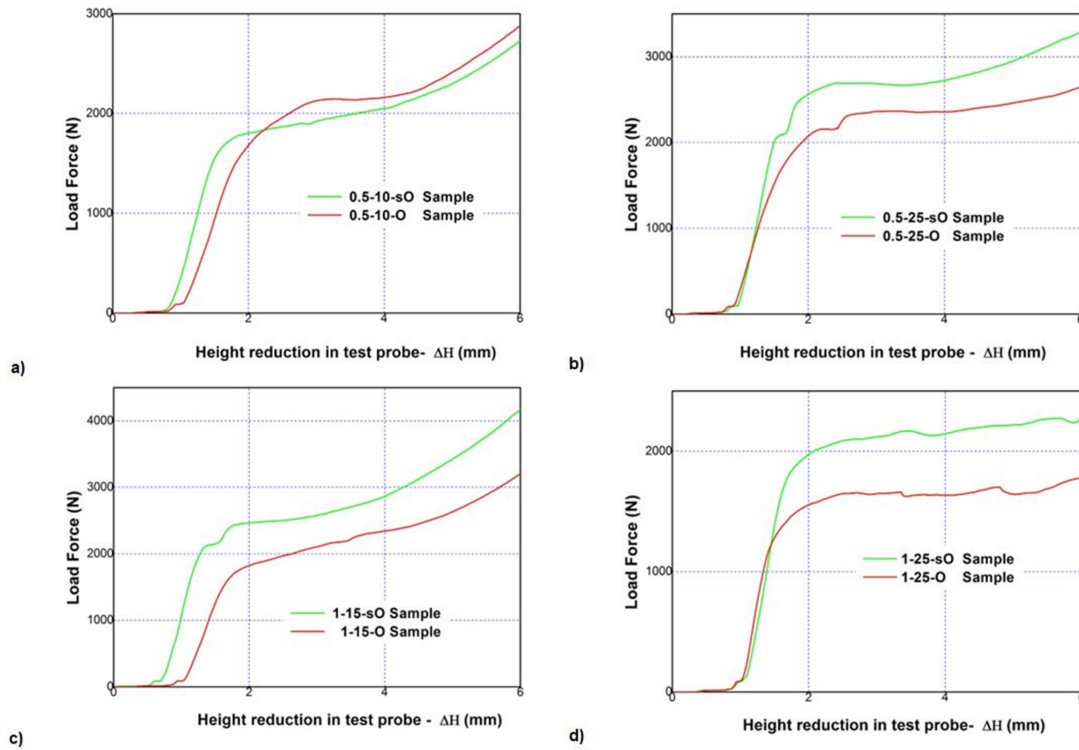 3000
2000
1000
0
0
2
4
6
Load Force (N)
0.5-10-sO Sample
0.5-10-O Sample
Height reduction in test probe- ΔH (mm)
a)
3000
2000
1000
0
0
2
4
6
Load Force (N)
0.5-25-sO Sample
0.5-25-O Sample
Height reduction in test probe - ΔH (mm)
b)
4000
3000
2000
1000
0
0
2
4
6
Load Force (N)
1-15-sO Sample
1-15-O Sample
Height reduction in test probe - ΔH (mm)
c)
2000
1000
0
0
2
4
6
Load Force (N)
1-25-sO Sample
1-25-O Sample
Height reduction in test probe- ΔH (mm)
d)